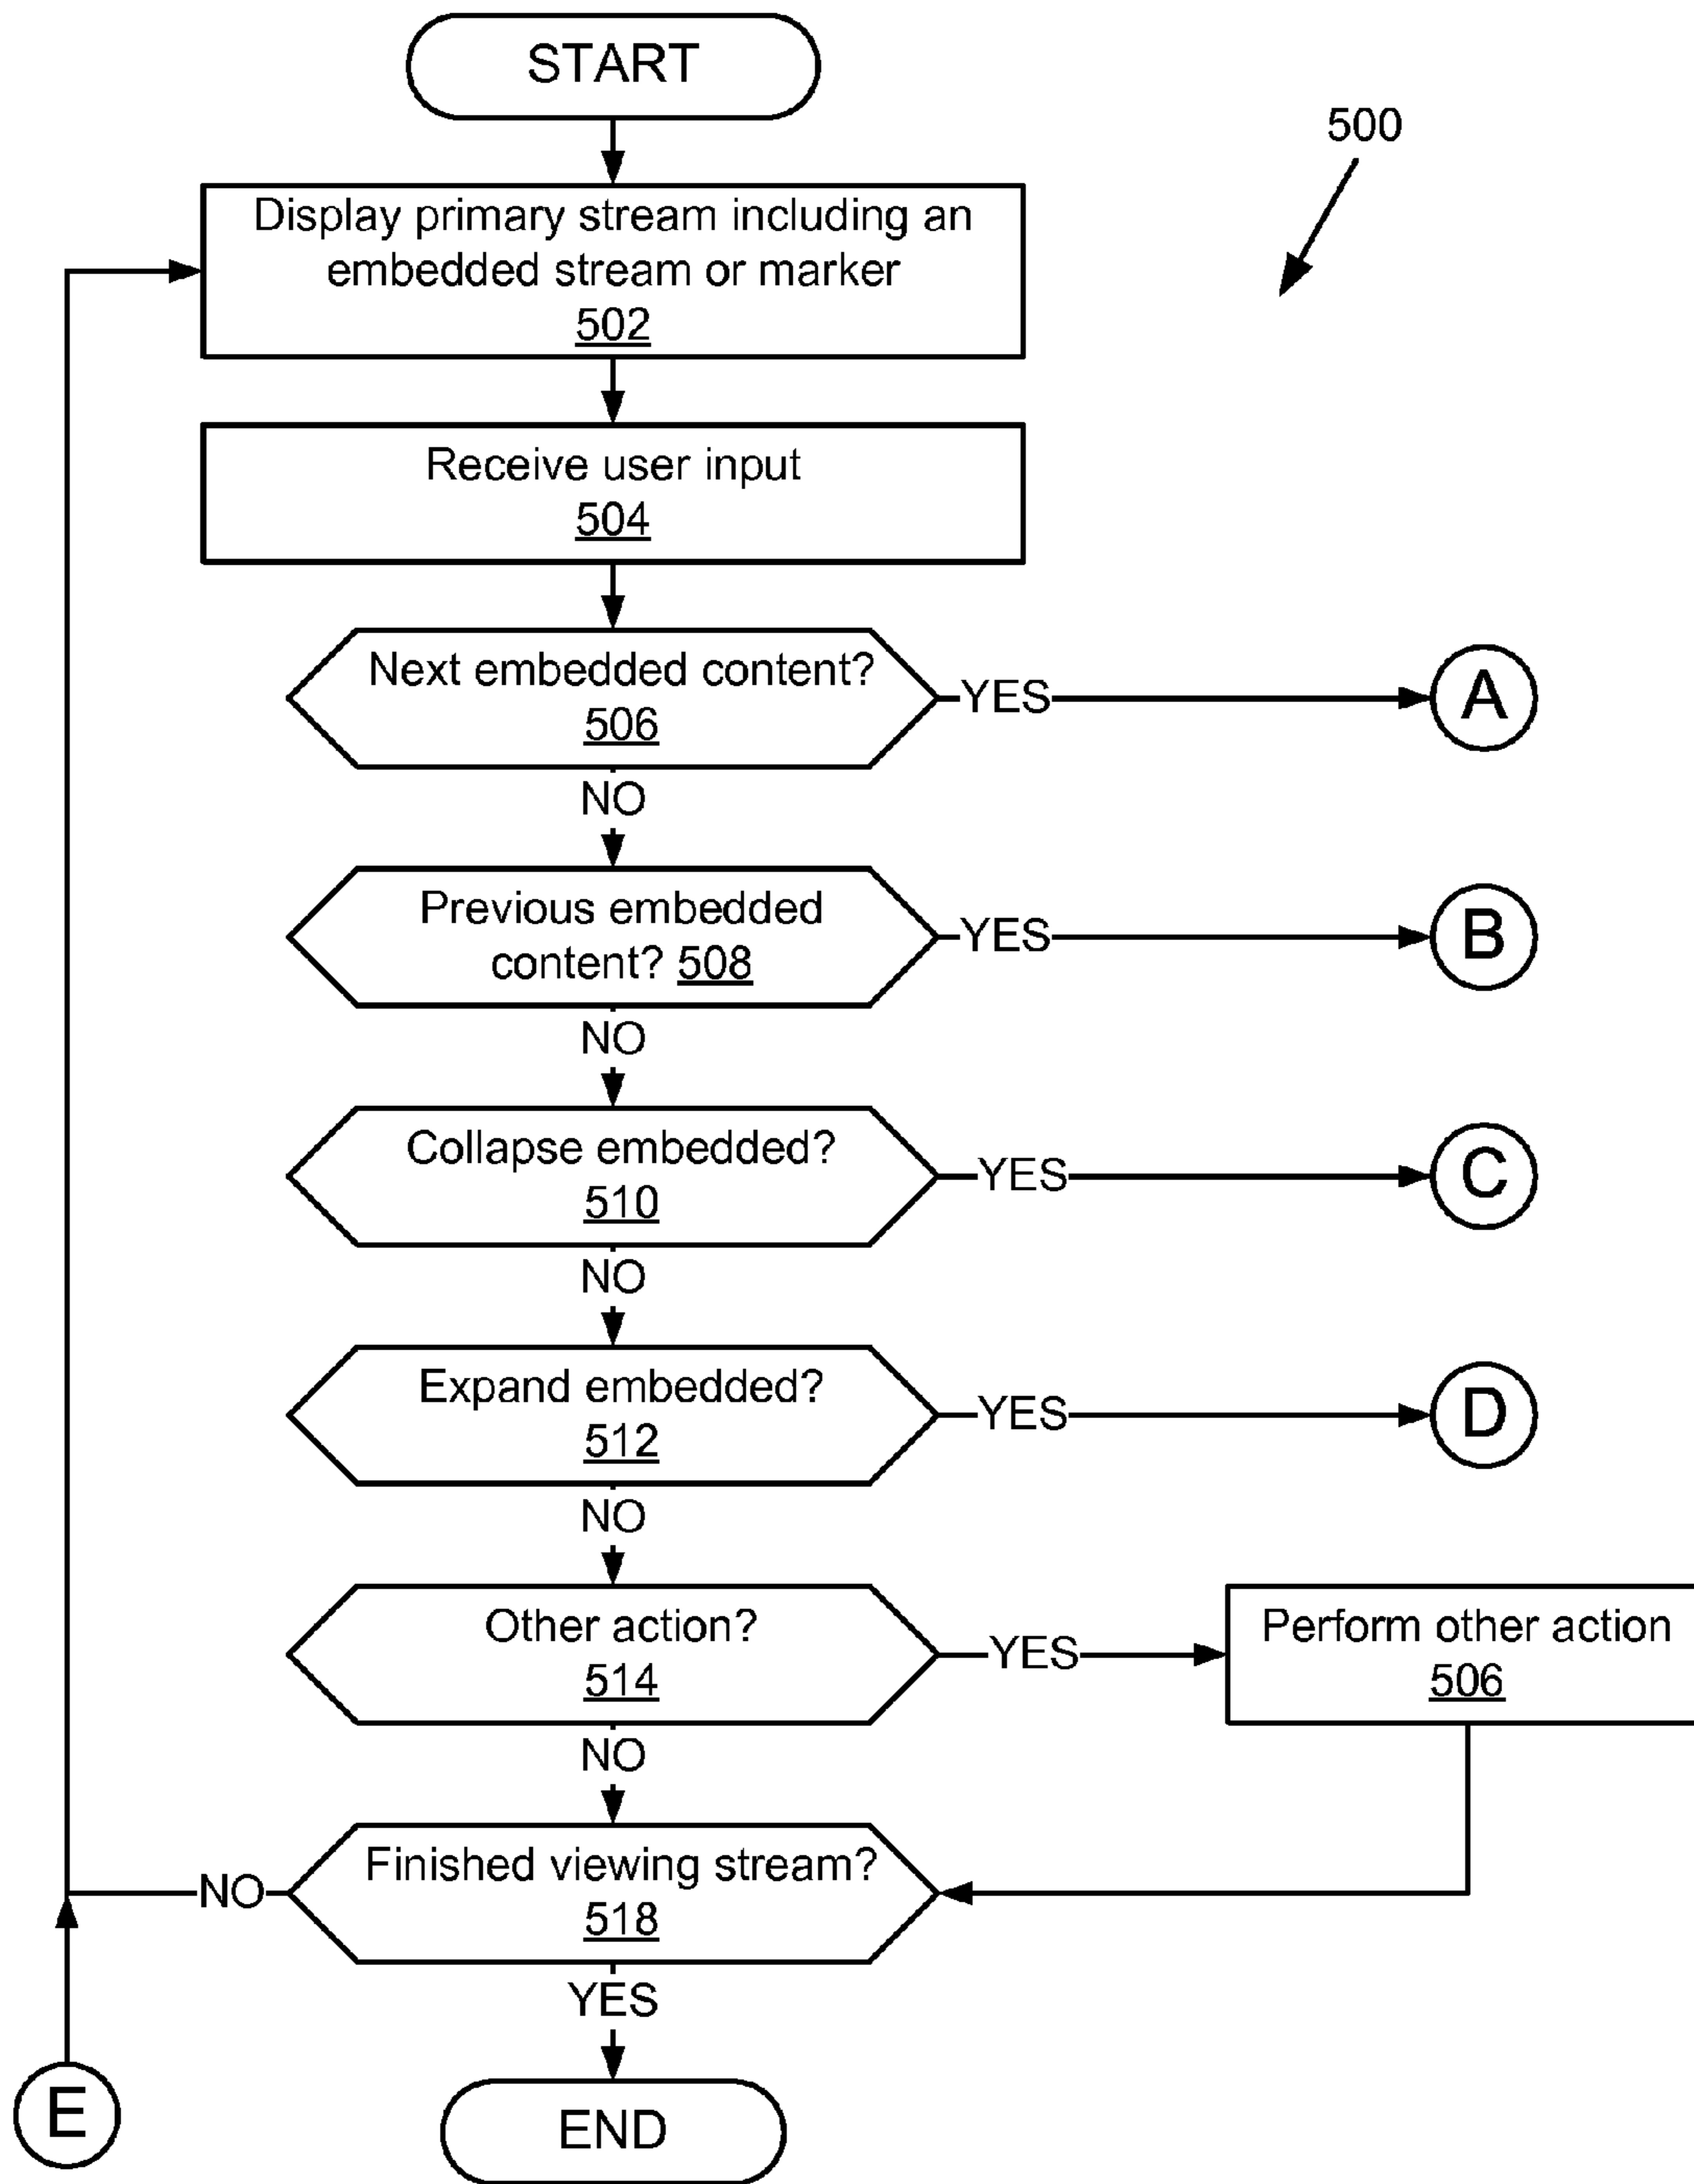 START
500
Display primary stream including an
embedded stream or marker
502
Receive user input
504
Next embedded content?
506
YES
A
NO
Previous embedded
content? 508
YES
B
NO
Collapse embedded?
510
YES
C
NO
Expand embedded?
512
YES
D
NO
Other action?
514
YES
Perform other action
506
NO
Finished viewing stream?
518
NO
YES
E
END